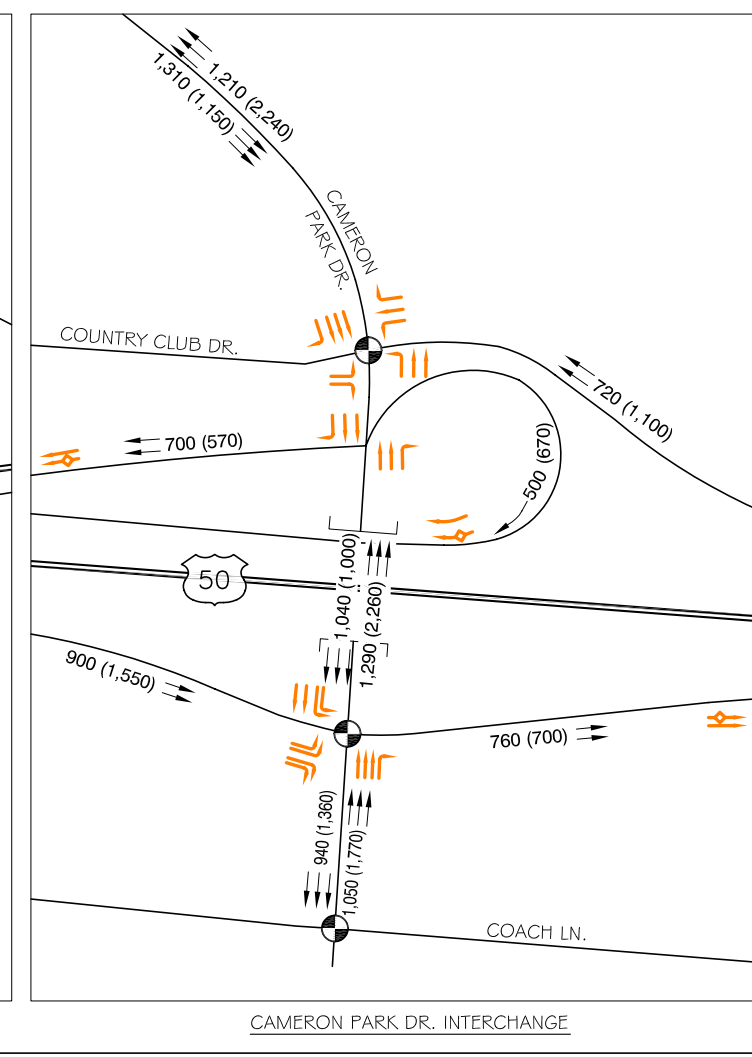 1,210 (2,240)
1,310 (1,150)
CAMERON
PARK DR.
COUNTRY CLUB DR.
720 (1,100)
700 (570)
500 (670)
50
1,040 (1,000)
1,290 (2,260)
900 (1,550)
760 (700)
940 (1,360)
1,050 (1,770)
COACH LN.
CAMERON PARK DR. INTERCHANGE